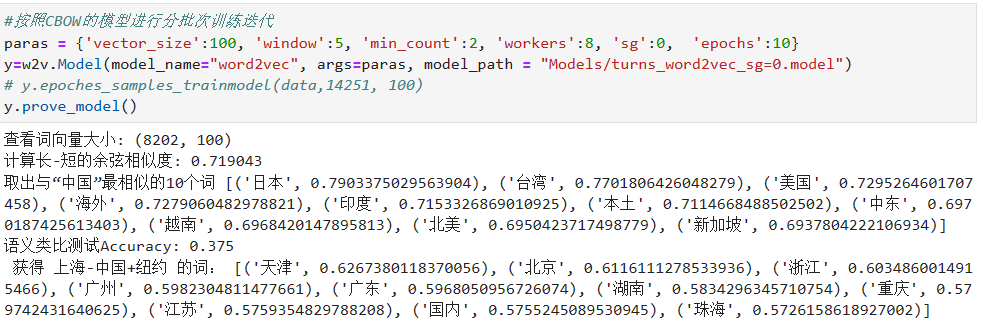 #按照CBOW的模型进行分批次训练迭代
paras = {'vector_size':100, 'window':5, 'min_count':2, 'workers':8, 'sg':0,  'epochs':10}
y=w2v.Model(model_name="word2vec", args=paras, model_path = "Models/turns_word2vec_sg=0.model")
# y.epoches_samples_trainmodel(data,14251, 100)
y.prove_model()
查看词向量大小: (8202, 100)
计算长-短的余弦相似度: 0.719043
取出与“中国”最相似的10个词 [('日本', 0.7903375029563904), ('台湾', 0.7701806426048279), ('美国', 0.7295264601707
458), ('海外', 0.7279060482978821), ('印度', 0.7153326869010925), ('本土', 0.7114668488502502), ('中东', 0.697
0187425613403), ('越南', 0.6968420147895813), ('北美', 0.6950423717498779), ('新加坡', 0.6937804222106934)]
语义类比测试Accuracy: 0.375
 获得 上海-中国+纽约 的词: [('天津', 0.6267380118370056), ('北京', 0.6116111278533936), ('浙江', 0.603486001491
5466), ('广州', 0.5982304811477661), ('广东', 0.5968050956726074), ('湖南', 0.5834296345710754), ('重庆', 0.57
9742431640625), ('江苏', 0.5759354829788208), ('国内', 0.5755245089530945), ('珠海', 0.5726158618927002)]